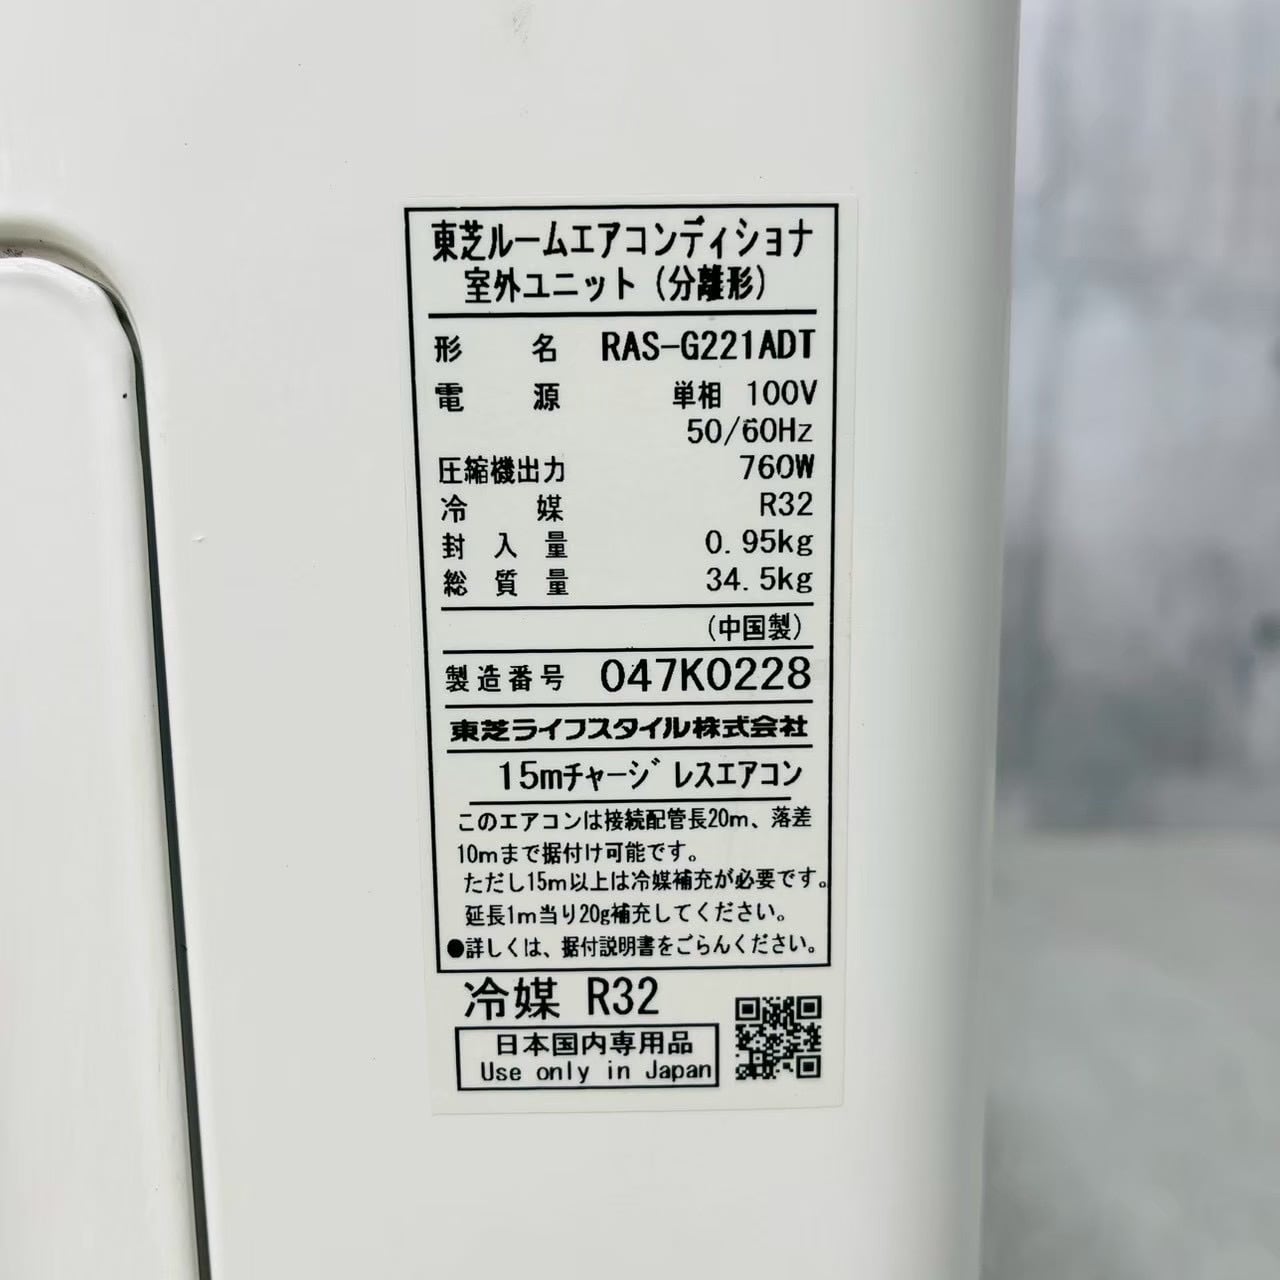 東芝ルームエアコンディショナ
室外ユニット（分離形）
形名 RAS-G221ADT
電源 単相 100V
50/60Hz
圧縮機出力 760W
冷媒 R32
封入量 0.95kg
総質量 34.5kg
（中国製）
製造番号 047K0228
東芝ライフスタイル株式会社
15mチャージレスエアコン
このエアコンは接続配管長20m、落差
10mまで据付け可能です。
ただし15m以上は冷媒補充が必要です。
延長1m当り20g補充してください。
●詳しくは、据付説明書をごらんください。
冷媒 R32
日本国内専用品
Use only in Japan